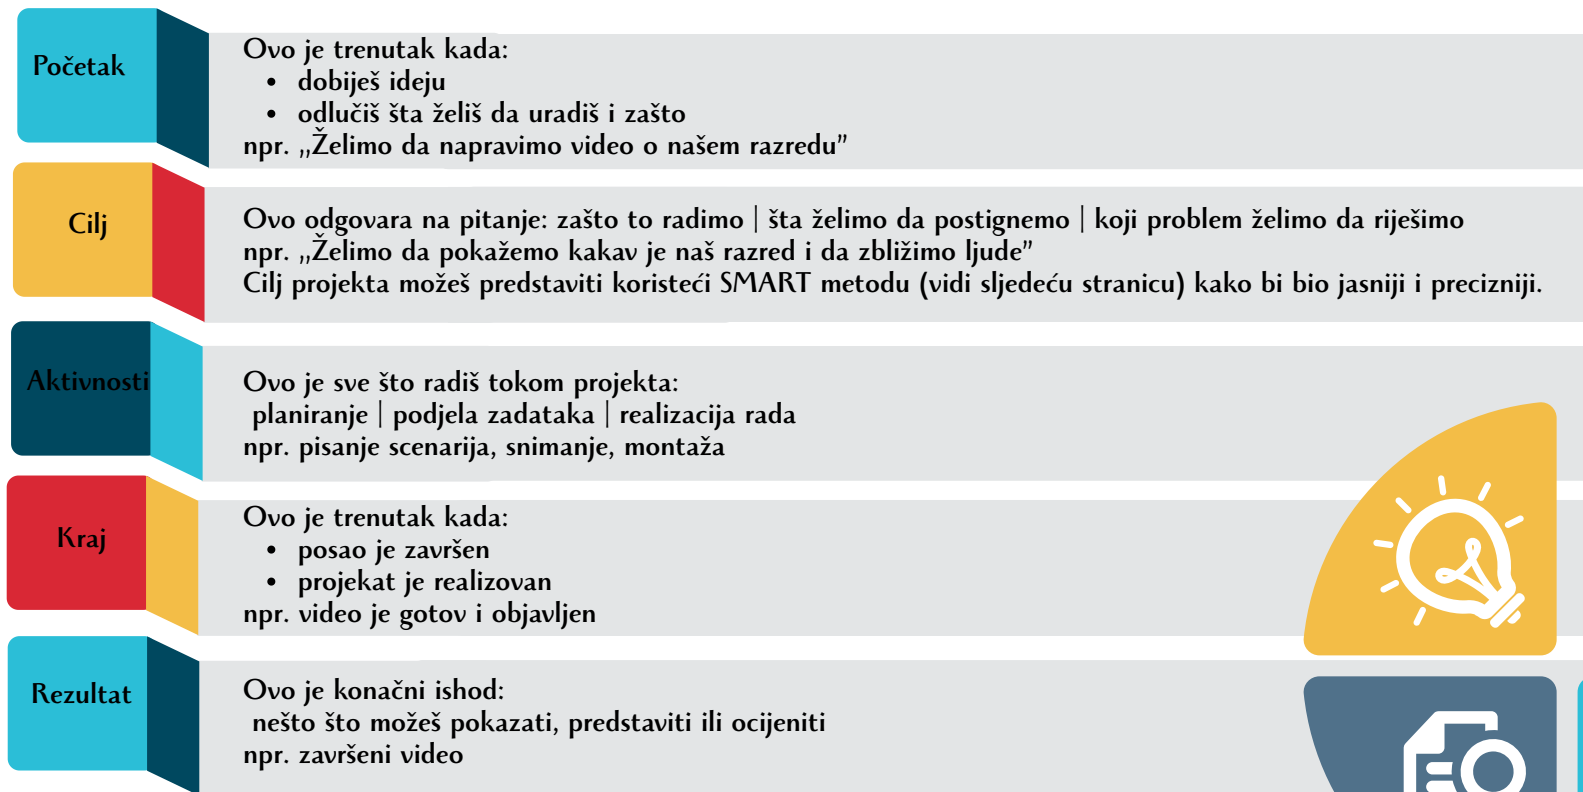 Početak
Ovo je trenutak kada:
• dobiješ ideju
• odlučiš šta želiš da uradiš i zašto
npr. „Želimo da napravimo video o našem razredu”
Cilj
Ovo odgovara na pitanje: zašto to radimo | šta želimo da postignemo | koji problem želimo da riješimo
npr. „Želimo da pokažemo kakav je naš razred i da zbližimo ljude”
Cilj projekta možeš predstaviti koristeći SMART metodu (vidi sljedeću stranicu) kako bi bio jasniji i precizniji.
Aktivnosti
Ovo je sve što radiš tokom projekta:
planiranje | podjela zadataka | realizacija rada
npr. pisanje scenarija, snimanje, montaža
Kraj
Ovo je trenutak kada:
• posao je završen
• projekat je realizovan
npr. video je gotov i objavljen
Rezultat
Ovo je konačni ishod:
nešto što možeš pokazati, predstaviti ili ocijeniti
npr. završeni video